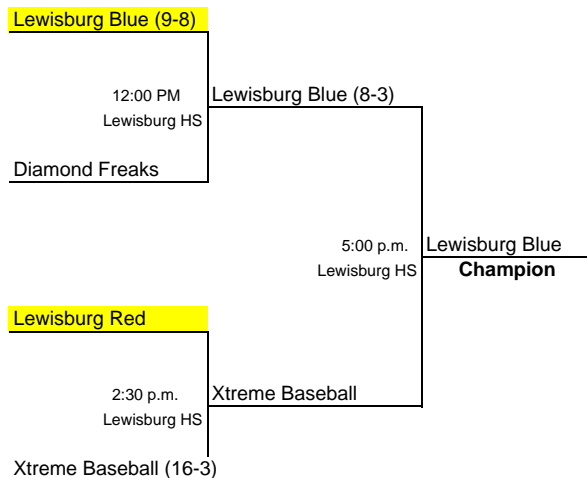 Lewisburg Blue (9-8)
12:00 PM
Lewisburg Blue (8-3)
Lewisburg HS
Diamond Freaks
5:00 p.m.
Lewisburg Blue
Lewisburg HS
Champion
Lewisburg Red
2:30 p.m.
Xtreme Baseball
Lewisburg HS
Xtreme Baseball (16-3)